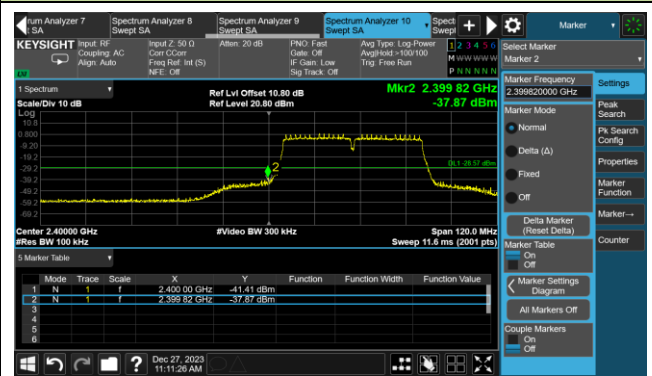 rum Analyzer 7
t SA
Spectrum Analyzer 8
Swept SA
Spectrum Analyzer 9
Swept SA
Spectrum Analyzer 10
Swept SA
Spect
Swept
Marker
KEYSIGHT
Input: RF
Coupling: AC
Align: Auto
Input Z: 50 Ω
Corr CCorr
Freq Ref: Int (S)
NFE: Off
Atten: 20 dB
PNO: Fast
Gate: Off
IF Gain: Low
Sig Track: Off
Avg Type: Log-Power
Avg|Hold:>100/100
Trig: Free Run
1 2 3 4 5 6
M W W W W W
P N N N N N
LXI
Select Marker
Marker 2
1 Spectrum
Scale/Div 10 dB
Ref Lvl Offset 10.80 dB
Ref Level 20.80 dBm
Mkr2 2.399 82 GHz
-37.87 dBm
Log
10.8
0.800
-9.20
-19.2
-29.2
-39.2
-49.2
-59.2
-69.2
2
DL1 -28.57 dBm
Center 2.40000 GHz
#Res BW 100 kHz
#Video BW 300 kHz
Span 120.0 MHz
Sweep 11.6 ms (2001 pts)
5 Marker Table
Mode Trace Scale X Y Function Function Width Function Value
1 N 1 f 2.400 00 GHz -41.41 dBm
2 N 1 f 2.399 82 GHz -37.87 dBm
3
4
5
6
Marker Frequency
2.399820000 GHz
Marker Mode
Normal
Delta (Δ)
Fixed
Off
Delta Marker
(Reset Delta)
Marker Table
On
Off
Marker Settings
Diagram
All Markers Off
Couple Markers
On
Off
Settings
Peak
Search
Pk Search
Config
Properties
Marker
Function
Marker→
Counter
?
Dec 27, 2023
11:11:26 AM